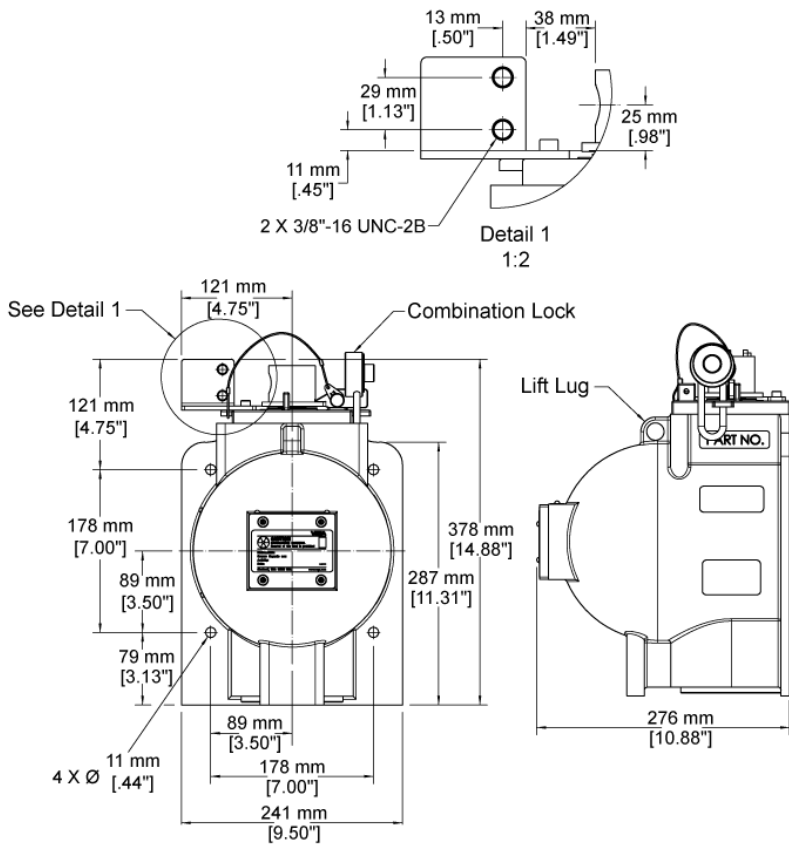 13 mm
[.50"]
38 mm
[1.49"]
29 mm
[1.13"]
25 mm
[.98"]
11 mm
[.45"]
2 X 3/8"-16 UNC-2B
Detail 1
1:2
121 mm
[4.75"]
See Detail 1
Combination Lock
121 mm
[4.75"]
Lift Lug
PART NO.
178 mm
[7.00"]
378 mm
[14.88"]
287 mm
[11.31"]
89 mm
[3.50"]
79 mm
[3.13"]
89 mm
[3.50"]
276 mm
[10.88"]
4 X Ø
11 mm
[.44"]
178 mm
[7.00"]
241 mm
[9.50"]